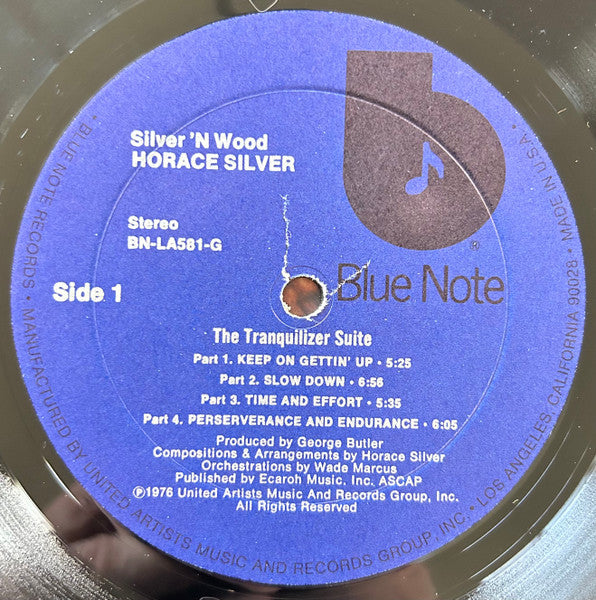 Silver 'N Wood
HORACE SILVER
Stereo
BN-LA581-G
Side 1
b
®
Blue Note
The Tranquilizer Suite
Part 1. KEEP ON GETTIN' UP • 5:25
Part 2. SLOW DOWN • 6:56
Part 3. TIME AND EFFORT • 5:35
Part 4. PERSERVERANCE AND ENDURANCE • 6:05
Produced by George Butler
Compositions & Arrangements by Horace Silver
Orchestrations by Wade Marcus
Published by Ecaroh Music, Inc. ASCAP
℗1976 United Artists Music And Records Group, Inc.
All Rights Reserved
• BLUE NOTE RECORDS • MANUFACTURED BY UNITED ARTISTS MUSIC AND RECORDS GROUP, INC. • LOS ANGELES, CALIFORNIA 90028 • MADE IN U.S.A. •